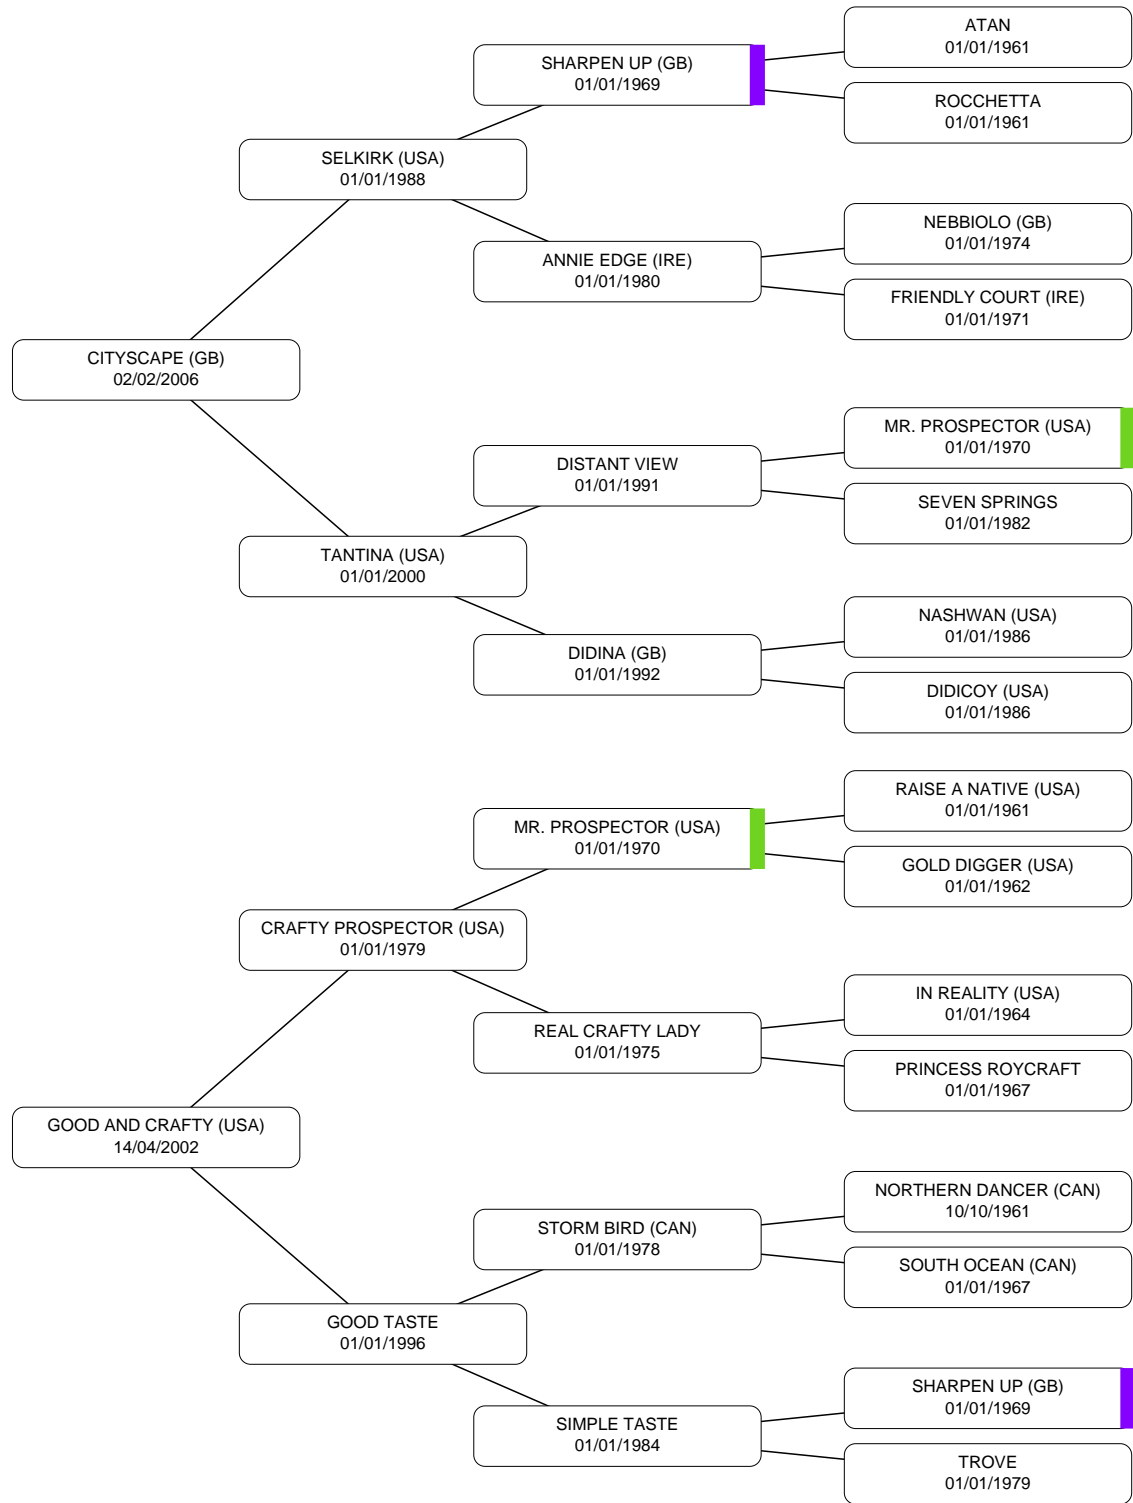 ATAN
01/01/1961
SHARPEN UP (GB)
01/01/1969
ROCCHETTA
01/01/1961
SELKIRK (USA)
01/01/1988
NEBBIOLO (GB)
01/01/1974
ANNIE EDGE (IRE)
01/01/1980
FRIENDLY COURT (IRE)
01/01/1971
CITYSCAPE (GB)
02/02/2006
MR. PROSPECTOR (USA)
01/01/1970
DISTANT VIEW
01/01/1991
SEVEN SPRINGS
01/01/1982
TANTINA (USA)
01/01/2000
NASHWAN (USA)
01/01/1986
DIDINA (GB)
01/01/1992
DIDICOY (USA)
01/01/1986
RAISE A NATIVE (USA)
01/01/1961
MR. PROSPECTOR (USA)
01/01/1970
GOLD DIGGER (USA)
01/01/1962
CRAFTY PROSPECTOR (USA)
01/01/1979
IN REALITY (USA)
01/01/1964
REAL CRAFTY LADY
01/01/1975
PRINCESS ROYCRAFT
01/01/1967
GOOD AND CRAFTY (USA)
14/04/2002
NORTHERN DANCER (CAN)
10/10/1961
STORM BIRD (CAN)
01/01/1978
SOUTH OCEAN (CAN)
01/01/1967
GOOD TASTE
01/01/1996
SHARPEN UP (GB)
01/01/1969
SIMPLE TASTE
01/01/1984
TROVE
01/01/1979